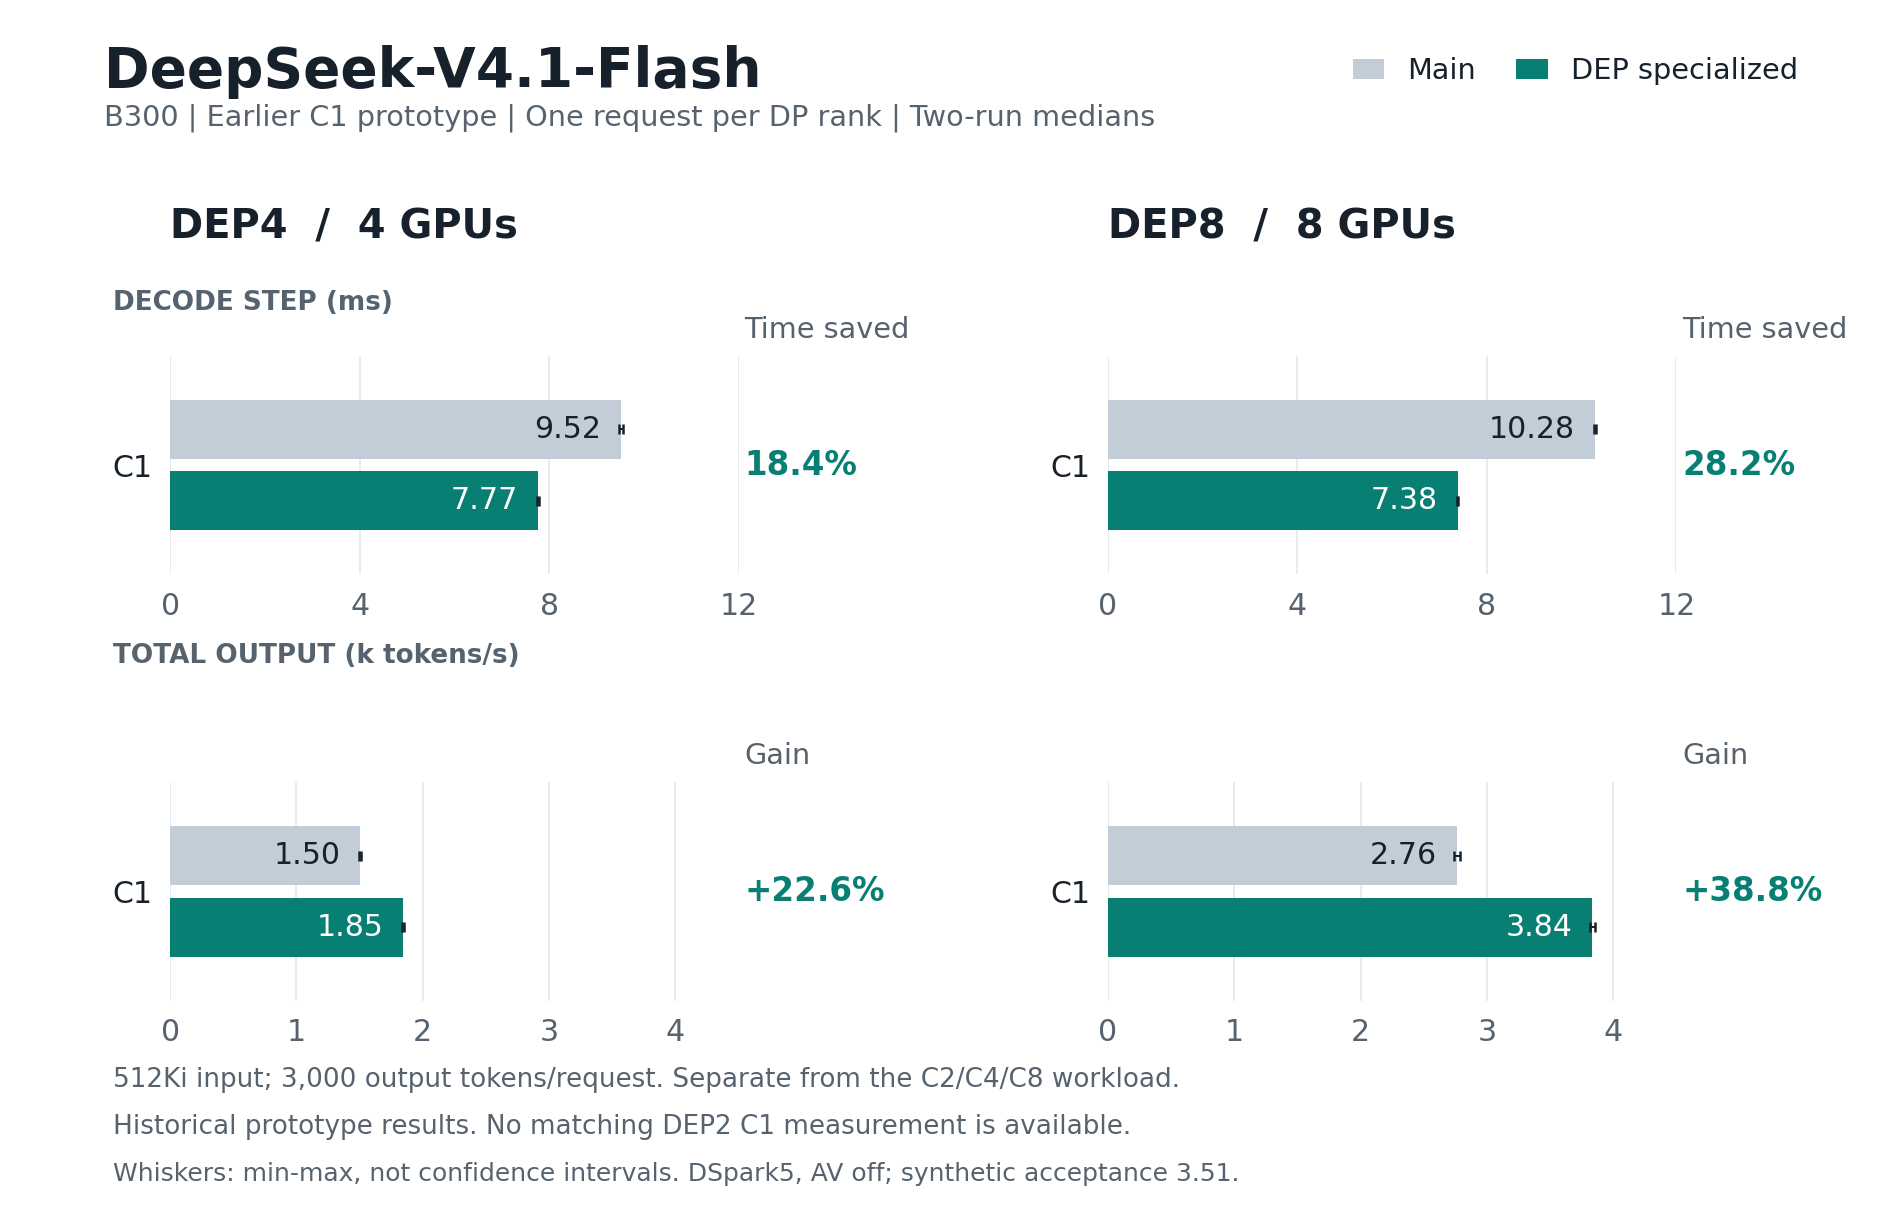 DeepSeek-V4.1-Flash
Main
DEP specialized
B300 | Earlier C1 prototype | One request per DP rank | Two-run medians
DEP4 / 4 GPUs
DECODE STEP (ms)
Time saved
9.52
C1
7.77
18.4%
0 4 8 12
DEP8 / 8 GPUs
Time saved
10.28
C1
7.38
28.2%
0 4 8 12
TOTAL OUTPUT (k tokens/s)
Gain
1.50
C1
1.85
+22.6%
0 1 2 3 4
Gain
2.76
C1
3.84
+38.8%
0 1 2 3 4
512Ki input; 3,000 output tokens/request. Separate from the C2/C4/C8 workload.
Historical prototype results. No matching DEP2 C1 measurement is available.
Whiskers: min-max, not confidence intervals. DSpark5, AV off; synthetic acceptance 3.51.